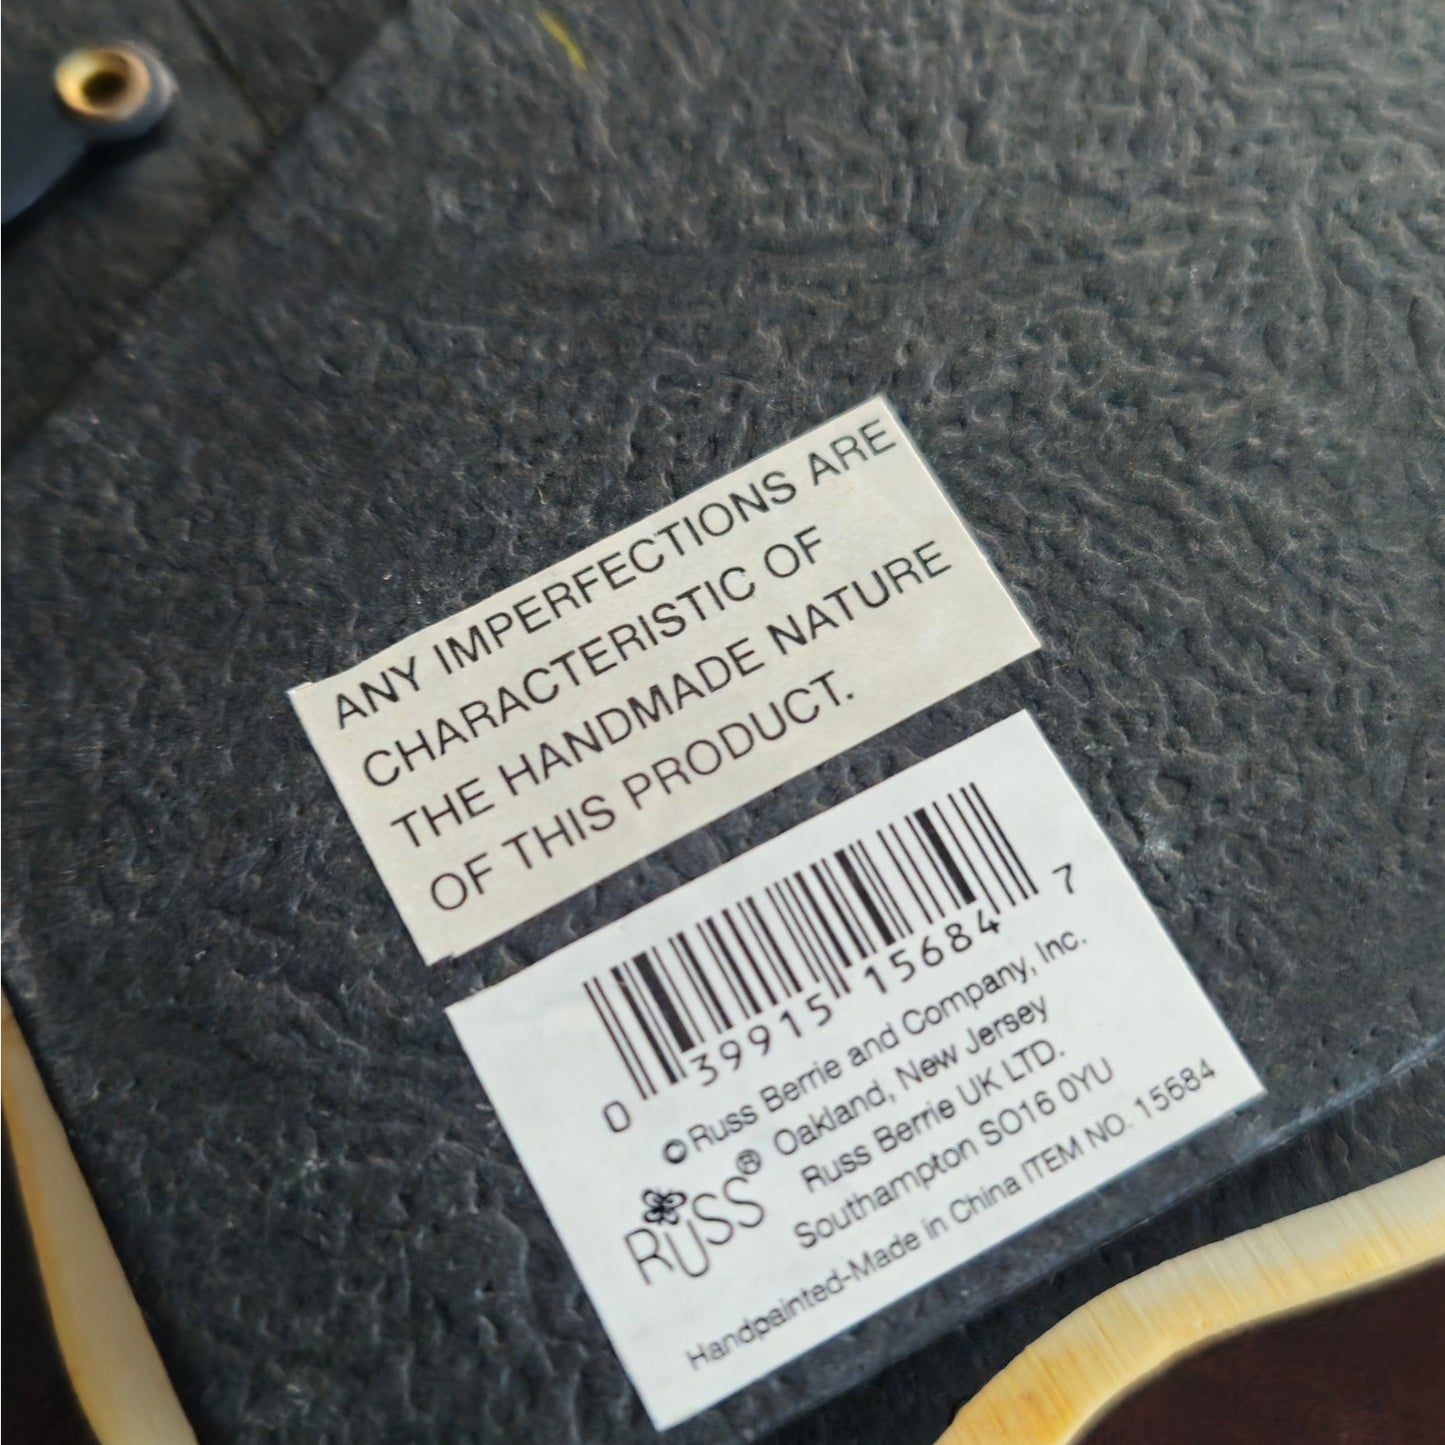 ANY IMPERFECTIONS ARE
CHARACTERISTIC OF
THE HANDMADE NATURE
OF THIS PRODUCT.
0 39915 15684 7
©Russ Berrie and Company, Inc.
Oakland, New Jersey
Russ Berrie UK LTD.
Southampton SO16 0YU
RUSS®
Handpainted-Made in China ITEM NO. 15684